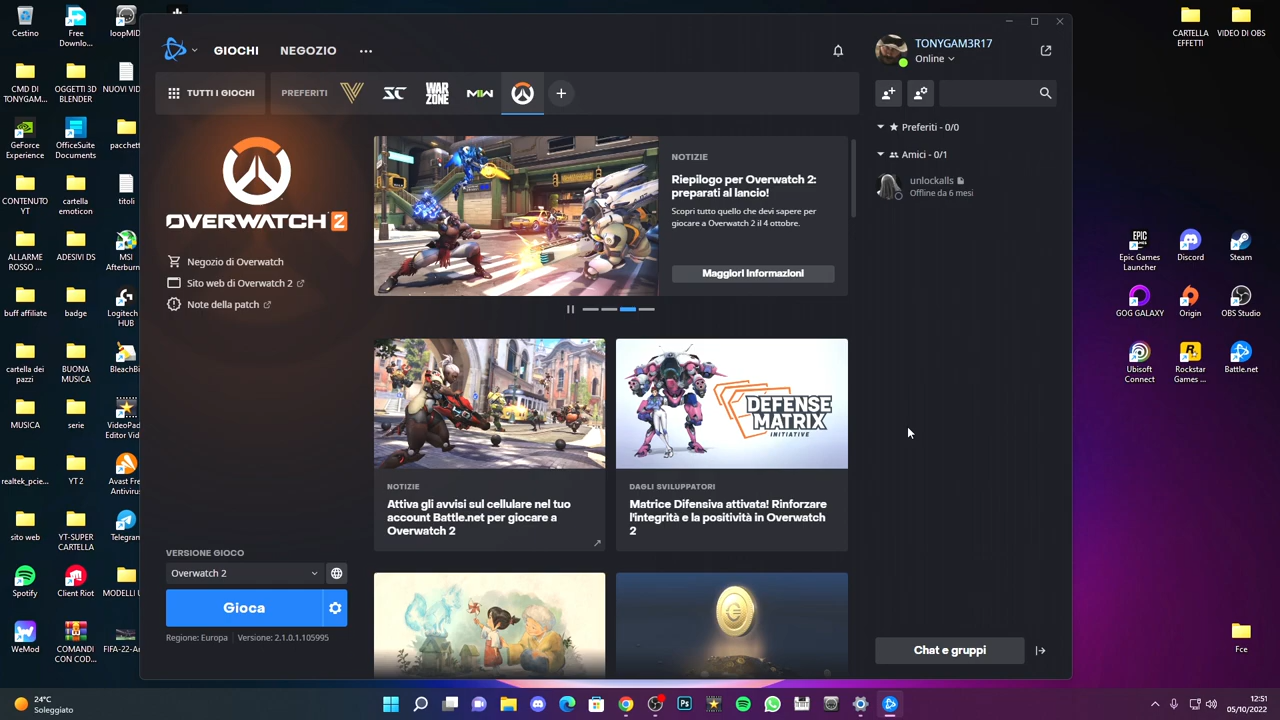 GIOCHI
NEGOZIO
TONYGAM3R17
Online
TUTTI I GIOCHI
PREFERITI
WAR
ZONE
MW
Preferiti - 0/0
Amici - 0/1
unlockalls
Offline da 6 mesi
OVERWATCH 2
Negozio di Overwatch
Sito web di Overwatch 2
Note della patch
NOTIZIE
Riepilogo per Overwatch 2:
preparati al lancio!
Scopri tutto quello che devi sapere per
giocare a Overwatch 2 il 4 ottobre.
Maggiori Informazioni
NOTIZIE
Attiva gli avvisi sul cellulare nel tuo
account Battle.net per giocare a
Overwatch 2
DEFENSE
MATRIX
INITIATIVE
DAGLI SVILUPPATORI
Matrice Difensiva attivata! Rinforzare
l'integrità e la positività in Overwatch
2
VERSIONE GIOCO
Overwatch 2
Gioca
Regione: Europa
Versione: 2.1.0.1.105995
Chat e gruppi
Cestino
Free
Downlo...
loopMID
CMD DI
TONYGAM...
OGGETTI 3D
BLENDER
NUOVI VID
GeForce
Experience
OfficeSuite
Documents
pacchett
CONTENUTO
YT
cartella
emoticon
titoli
ALLARME
ROSSO ...
ADESIVI DS
MSI
Afterburn
buff affiliate
badge
Logitech
HUB
cartella dei
pazzi
BUONA
MUSICA
BleachBi
MUSICA
serie
VideoPad
Editor Vid
realtek_pcie...
YT 2
Avast Free
Antivirus
sito web
YT-SUPER
CARTELLA
Telegran
Spotify
Client Riot
MODELLI U
WeMod
COMANDI
CON COD...
FIFA-22-Ar
CARTELLA
EFFETTI
VIDEO DI OBS
EPIC
GAMES
Epic Games
Launcher
Discord
Steam
GOG GALAXY
Origin
OBS Studio
Ubisoft
Connect
Rockstar
Games ...
Battle.net
Fce
24°C
Soleggiato
Ps
12:51
05/10/2022